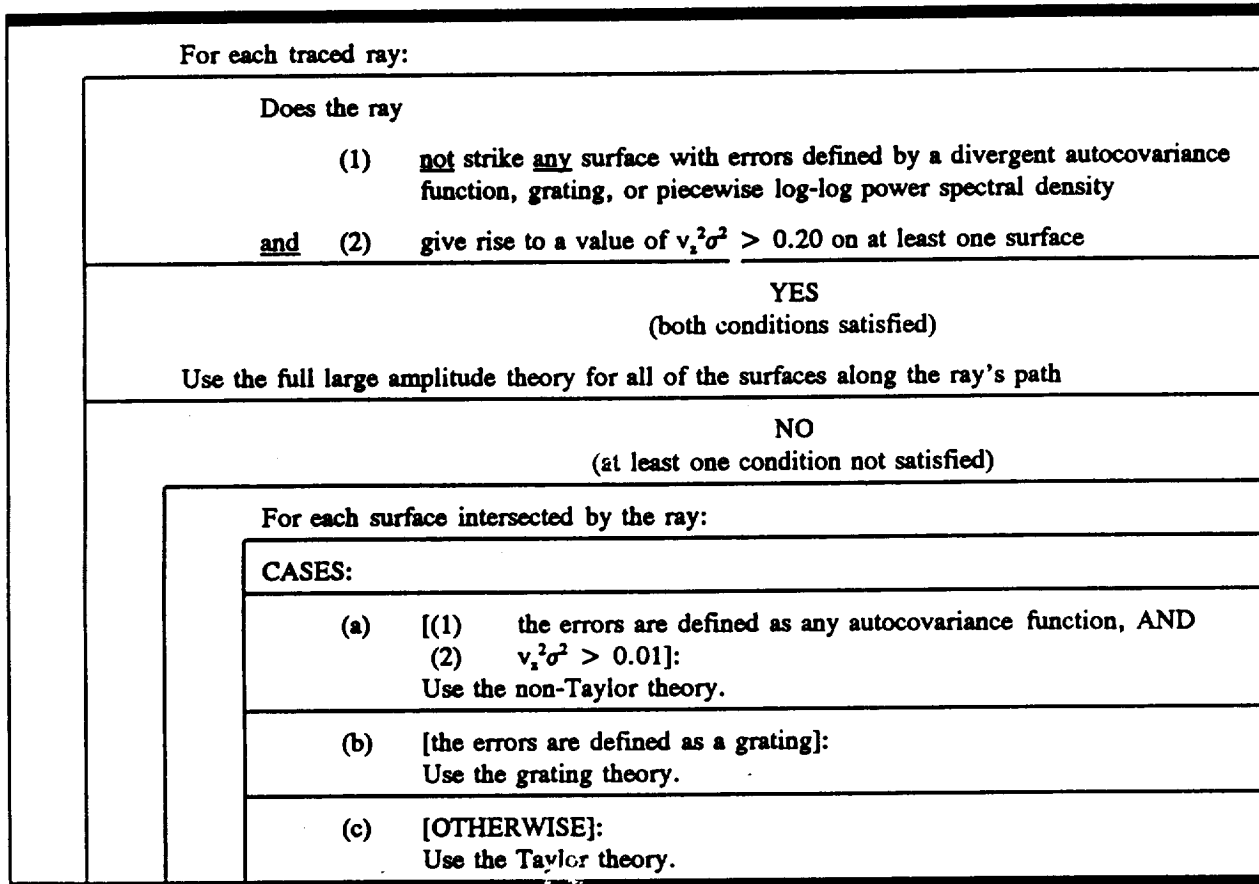 For each traced ray:
Does the ray
(1) not strike any surface with errors defined by a divergent autocovariance
function, grating, or piecewise log-log power spectral density
and (2) give rise to a value of v_z²σ² > 0.20 on at least one surface
YES
(both conditions satisfied)
Use the full large amplitude theory for all of the surfaces along the ray's path
NO
(at least one condition not satisfied)
For each surface intersected by the ray:
CASES:
(a) [(1) the errors are defined as any autocovariance function, AND
(2) v_z²σ² > 0.01]:
Use the non-Taylor theory.
(b) [the errors are defined as a grating]:
Use the grating theory.
(c) [OTHERWISE]:
Use the Taylor theory.